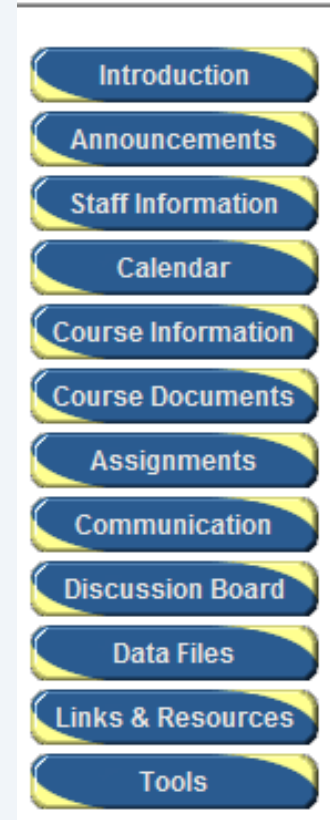 Introduction
Announcements
Staff Information
Calendar
Course Information
Course Documents
Assignments
Communication
Discussion Board
Data Files
Links & Resources
Tools